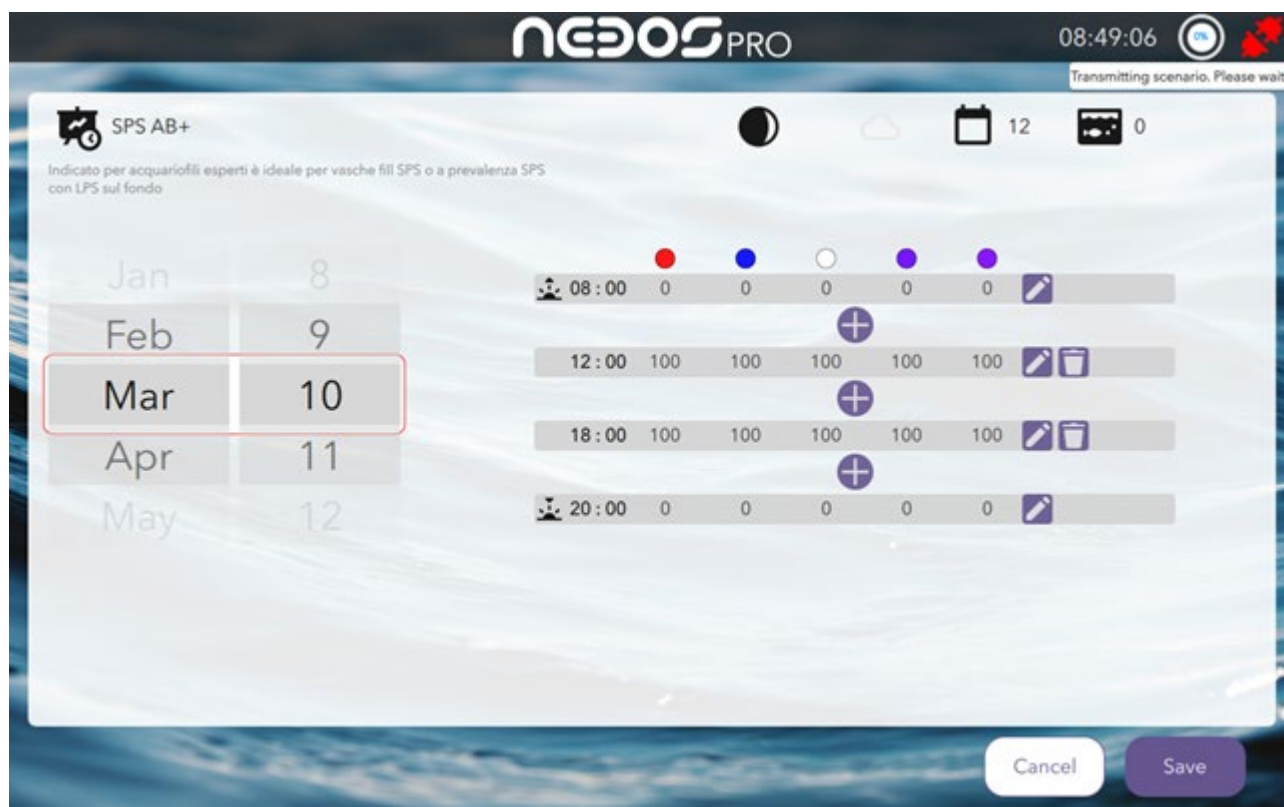 NEDOS PRO
08:49:06
0%
Transmitting scenario. Please wait
SPS AB+
12
0
Indicato per acquariofili esperti è ideale per vasche fill SPS o a prevalenza SPS
con LPS sul fondo
Jan 8
Feb 9
Mar 10
Apr 11
May 12
08:00 0 0 0 0 0
12:00 100 100 100 100 100
18:00 100 100 100 100 100
20:00 0 0 0 0 0
Cancel
Save